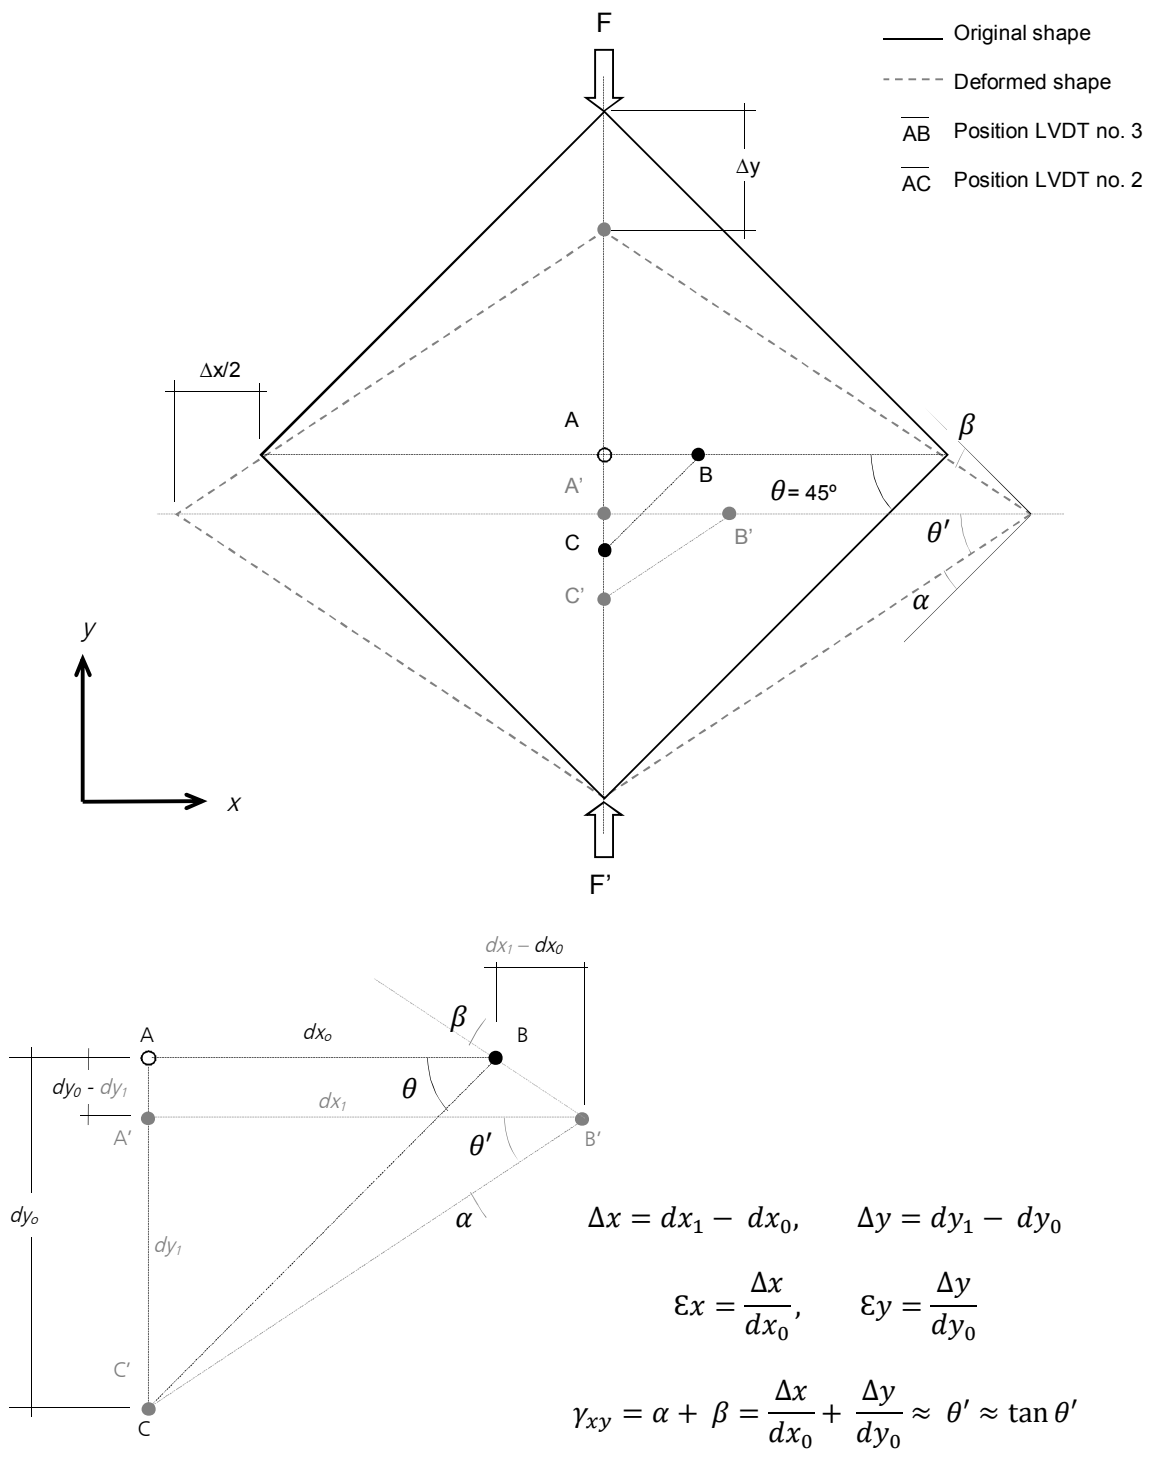 F
Original shape
Deformed shape
AB Position LVDT no. 3
AC Position LVDT no. 2
Δy
Δx/2
A
β
B
A'
θ = 45º
C
B'
θ′
C'
α
y
x
F'
dx₁ – dx₀
β
A
dxₒ
B
dy₀ - dy₁
θ
dx₁
A'
θ′
B'
dyₒ
α
Δx = dx₁ − dx₀, Δy = dy₁ − dy₀
dy₁
Ɛx = Δx/dx₀, Ɛy = Δy/dy₀
C'
γxy = α + β = Δx/dx₀ + Δy/dy₀ ≈ θ′ ≈ tan θ′
C